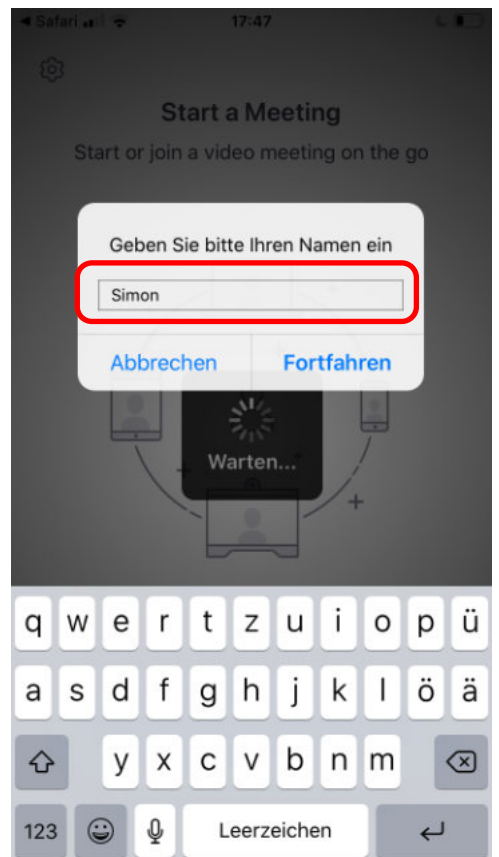 Safari 17:47
Start a Meeting
Start or join a video meeting on the go
Geben Sie bitte Ihren Namen ein
Simon
Abbrechen Fortfahren
Warten...
q w e r t z u i o p ü
a s d f g h j k l ö ä
y x c v b n m
123 Leerzeichen